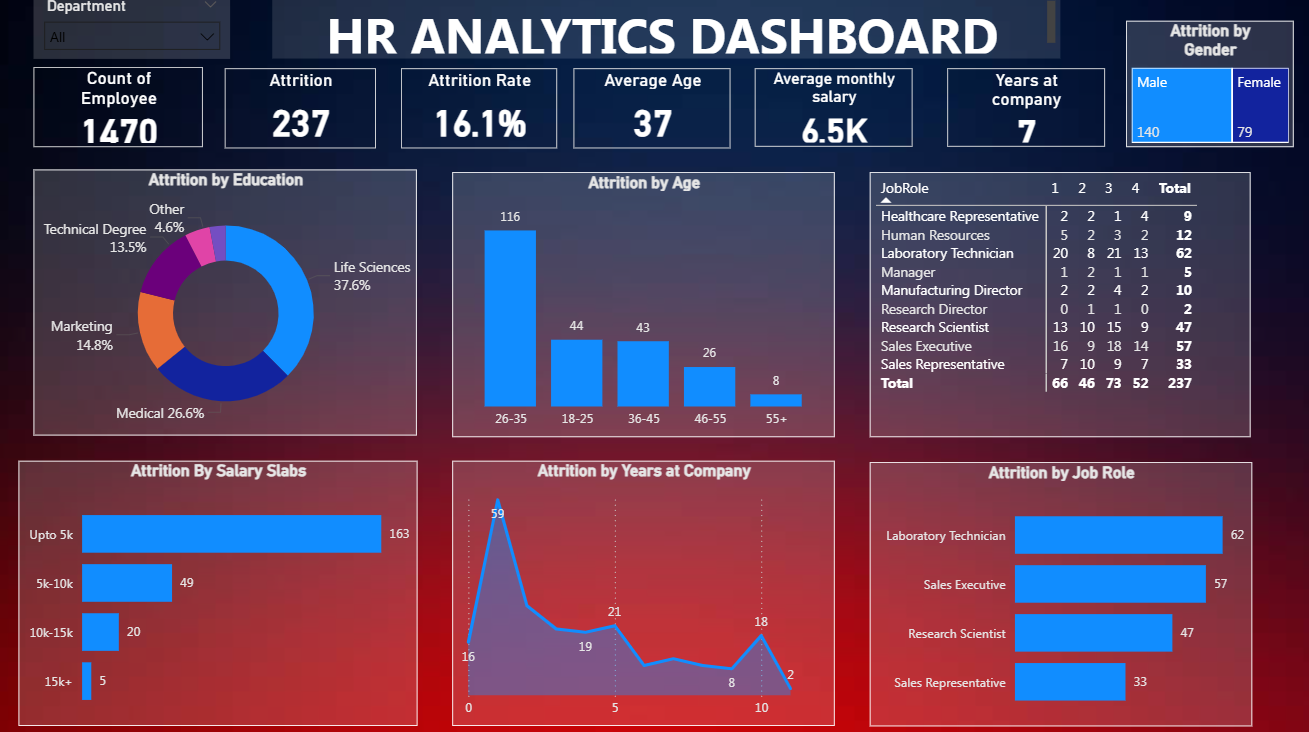 Department
All
HR ANALYTICS DASHBOARD
Count of
Employee
1470
Attrition
237
Attrition Rate
16.1%
Average Age
37
Average monthly
salary
6.5K
Years at
company
7
Attrition by
Gender
Male
140
Female
79
Attrition by Education
Other
4.6%
Technical Degree
13.5%
Life Sciences
37.6%
Marketing
14.8%
Medical 26.6%
Attrition by Age
116
44
43
26
8
26-35 18-25 36-45 46-55 55+
JobRole 1 2 3 4 Total
Healthcare Representative 2 2 1 4 9
Human Resources 5 2 3 2 12
Laboratory Technician 20 8 21 13 62
Manager 1 2 1 1 5
Manufacturing Director 2 2 4 2 10
Research Director 0 1 1 0 2
Research Scientist 13 10 15 9 47
Sales Executive 16 9 18 14 57
Sales Representative 7 10 9 7 33
Total 66 46 73 52 237
Attrition By Salary Slabs
Upto 5k 163
5k-10k 49
10k-15k 20
15k+ 5
Attrition by Years at Company
59
16
19
21
8
18
2
0 5 10
Attrition by Job Role
Laboratory Technician 62
Sales Executive 57
Research Scientist 47
Sales Representative 33